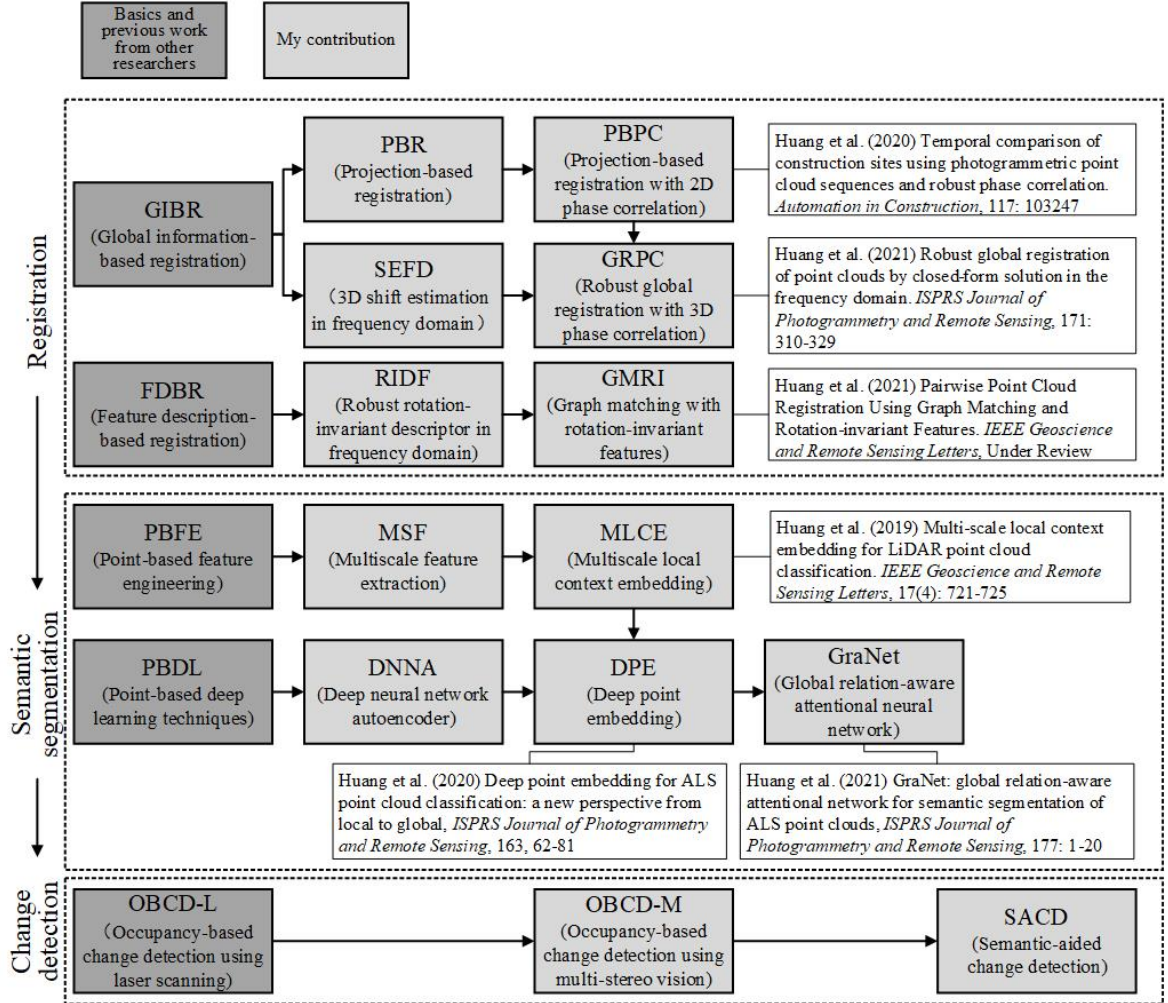 Basics and
previous work
from other
researchers
My contribution
Registration
GIBR
(Global information-
based registration)
PBR
(Projection-based
registration)
PBPC
(Projection-based
registration with 2D
phase correlation)
Huang et al. (2020) Temporal comparison of
construction sites using photogrammetric point
cloud sequences and robust phase correlation.
Automation in Construction, 117: 103247
SEFD
（3D shift estimation
in frequency domain）
GRPC
(Robust global
registration with 3D
phase correlation)
Huang et al. (2021) Robust global registration
of point clouds by closed-form solution in the
frequency domain. ISPRS Journal of
Photogrammetry and Remote Sensing, 171:
310-329
FDBR
(Feature description-
based registration)
RIDF
(Robust rotation-
invariant descriptor in
frequency domain)
GMRI
(Graph matching with
rotation-invariant
features)
Huang et al. (2021) Pairwise Point Cloud
Registration Using Graph Matching and
Rotation-invariant Features. IEEE Geoscience
and Remote Sensing Letters, Under Review
Semantic
segmentation
PBFE
(Point-based feature
engineering)
MSF
(Multiscale feature
extraction)
MLCE
(Multiscale local
context embedding)
Huang et al. (2019) Multi-scale local context
embedding for LiDAR point cloud
classification. IEEE Geoscience and Remote
Sensing Letters, 17(4): 721-725
PBDL
(Point-based deep
learning techniques)
DNNA
(Deep neural network
autoencoder)
DPE
(Deep point
embedding)
GraNet
(Global relation-aware
attentional neural
network)
Huang et al. (2020) Deep point embedding for ALS
point cloud classification: a new perspective from
local to global, ISPRS Journal of Photogrammetry
and Remote Sensing, 163, 62-81
Huang et al. (2021) GraNet: global relation-aware
attentional network for semantic segmentation of
ALS point clouds, ISPRS Journal of
Photogrammetry and Remote Sensing, 177: 1-20
Change
detection
OBCD-L
（Occupancy-based
change detection using
laser scanning)
OBCD-M
(Occupancy-based
change detection using
multi-stereo vision)
SACD
(Semantic-aided
change detection)